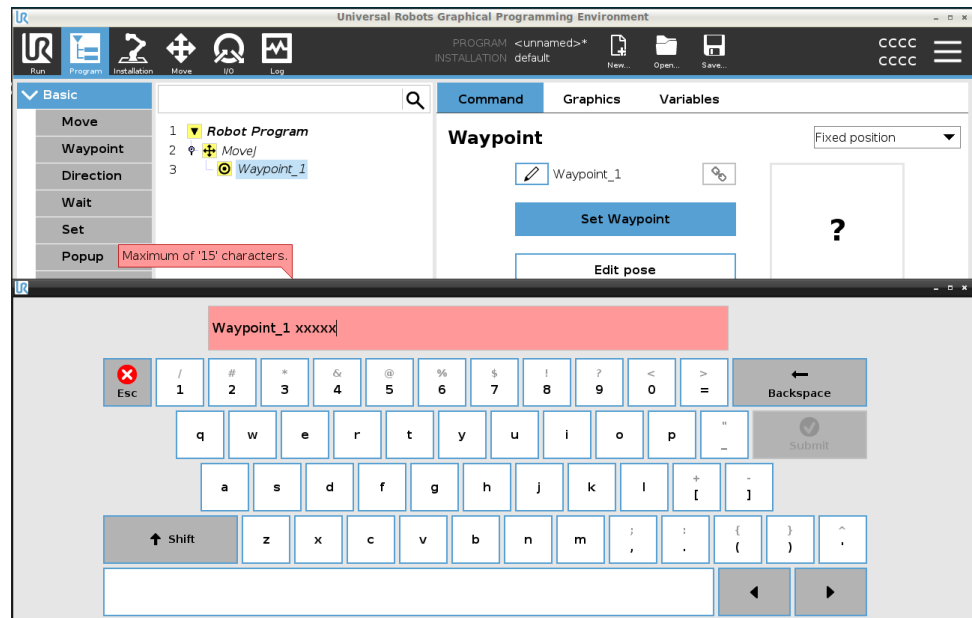 Universal Robots Graphical Programming Environment
UR
Run
Program
Installation
Move
I/O
Log
PROGRAM <unnamed>*
INSTALLATION default
New...
Open...
Save...
CCCC
CCCC
Basic
Move
Waypoint
Direction
Wait
Set
Popup
1 Robot Program
2 MoveJ
3 Waypoint_1
Command Graphics Variables
Waypoint
Fixed position
Waypoint_1
Set Waypoint
?
Edit pose
Maximum of '15' characters.
UR
Waypoint_1 xxxxx
Esc
/ # * & @ % $ ! ? < >
1 2 3 4 5 6 7 8 9 0 =
Backspace
q w e r t y u i o p " _
Submit
a s d f g h j k l + [ - ]
Shift z x c v b n m ; , : . { ( } ) ^ '